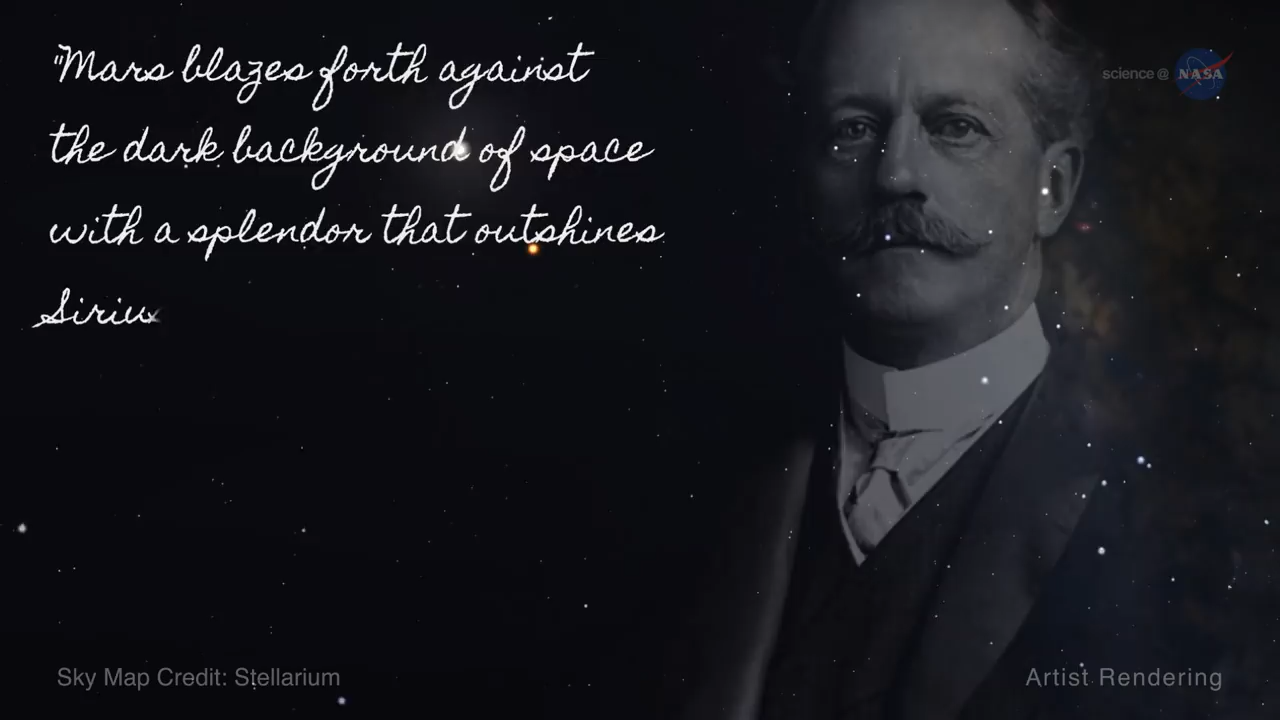 "Mars blazes forth against
the dark background of space
with a splendor that outshines
Sirius
science@ NASA
Sky Map Credit: Stellarium
Artist Rendering